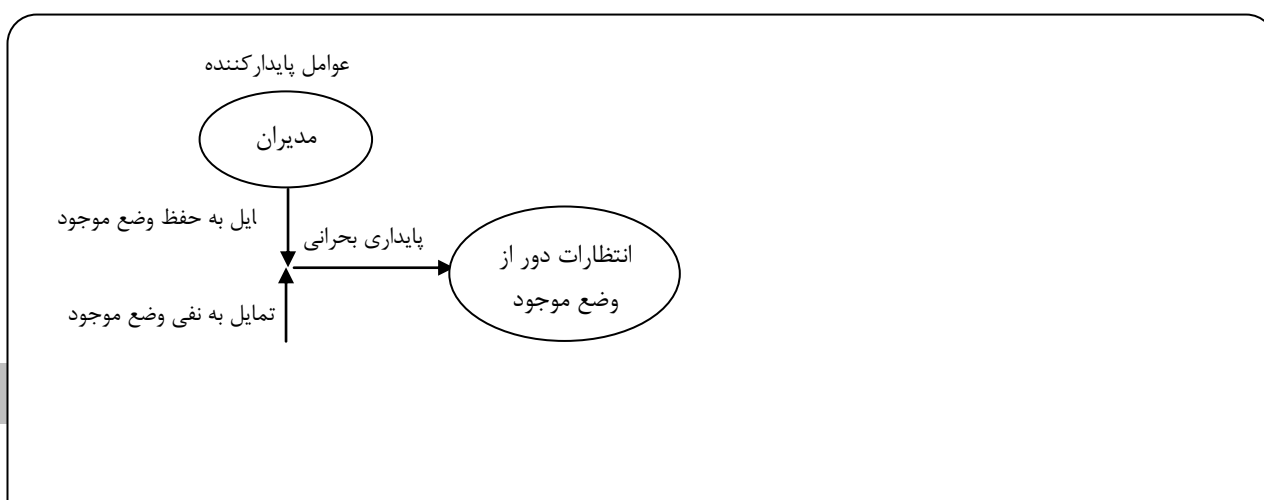 عوامل پایدارکننده
مدیران
ایل به حفظ وضع موجود
پایداری بحرانی
انتظارات دور از
وضع موجود
تمایل به نفی وضع موجود